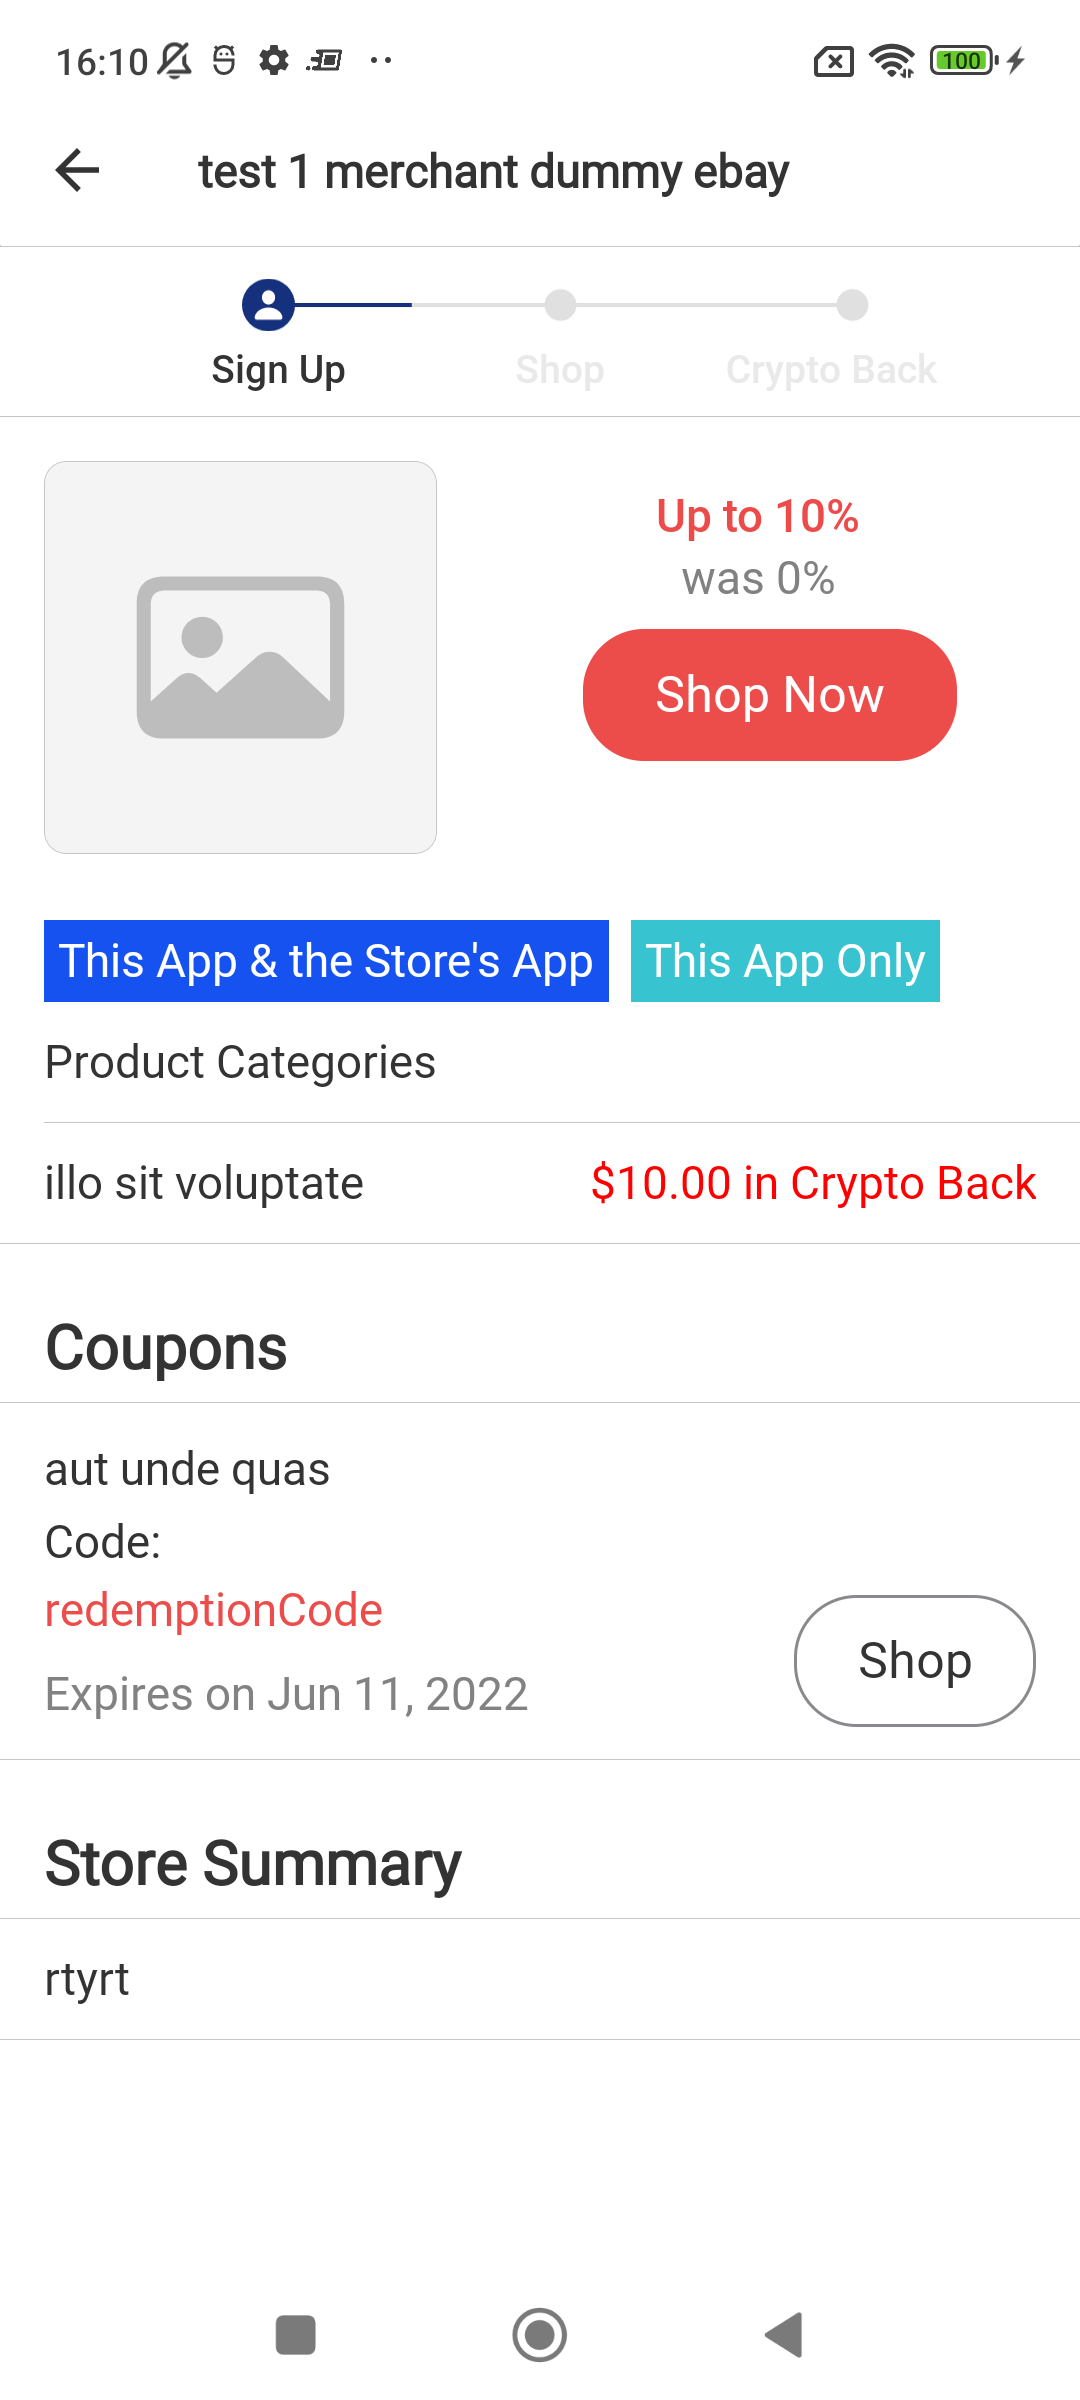 16:10
100
test 1 merchant dummy ebay
Sign Up
Shop
Crypto Back
Up to 10%
was 0%
Shop Now
This App & the Store's App
This App Only
Product Categories
illo sit voluptate
$10.00 in Crypto Back
Coupons
aut unde quas
Code:
redemptionCode
Expires on Jun 11, 2022
Shop
Store Summary
rtyrt